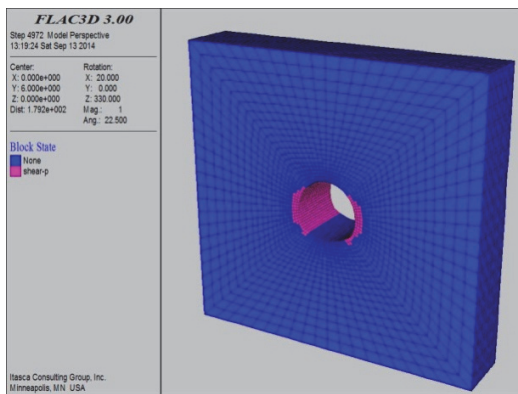 FLAC3D 3.00
Step 4972 Model Perspective
13:19:24 Sat Sep 13 2014
Center:
X: 0.000e+000
Y: 6.000e+000
Z: 0.000e+000
Dist: 1.792e+002
Rotation:
X: 20.000
Y: 0.000
Z: 330.000
Mag.: 1
Ang.: 22.500
Block State
None
shear-p
Itasca Consulting Group, Inc.
Minneapolis, MN USA